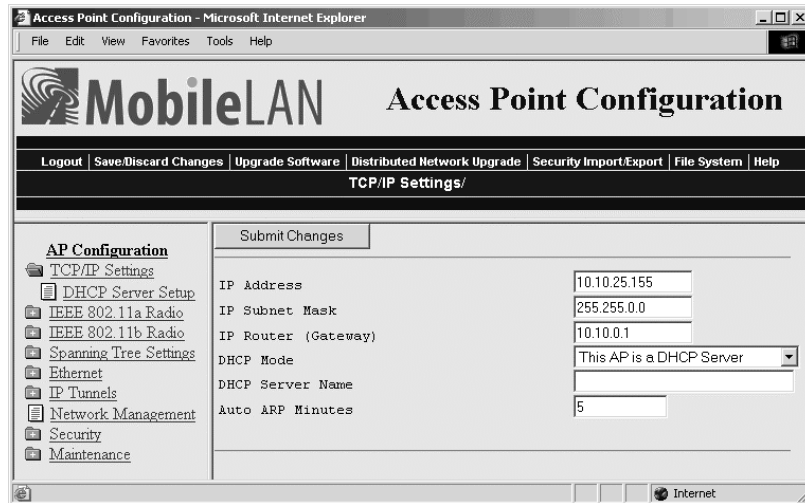 Access Point Configuration - Microsoft Internet Explorer
File Edit View Favorites Tools Help
MobileLAN Access Point Configuration
Logout | Save/Discard Changes | Upgrade Software | Distributed Network Upgrade | Security Import/Export | File System | Help
TCP/IP Settings/
Submit Changes
AP Configuration
TCP/IP Settings
DHCP Server Setup
IEEE 802.11a Radio
IEEE 802.11b Radio
Spanning Tree Settings
Ethernet
IP Tunnels
Network Management
Security
Maintenance
IP Address 10.10.25.155
IP Subnet Mask 255.255.0.0
IP Router (Gateway) 10.10.0.1
DHCP Mode This AP is a DHCP Server
DHCP Server Name
Auto ARP Minutes 5
Internet